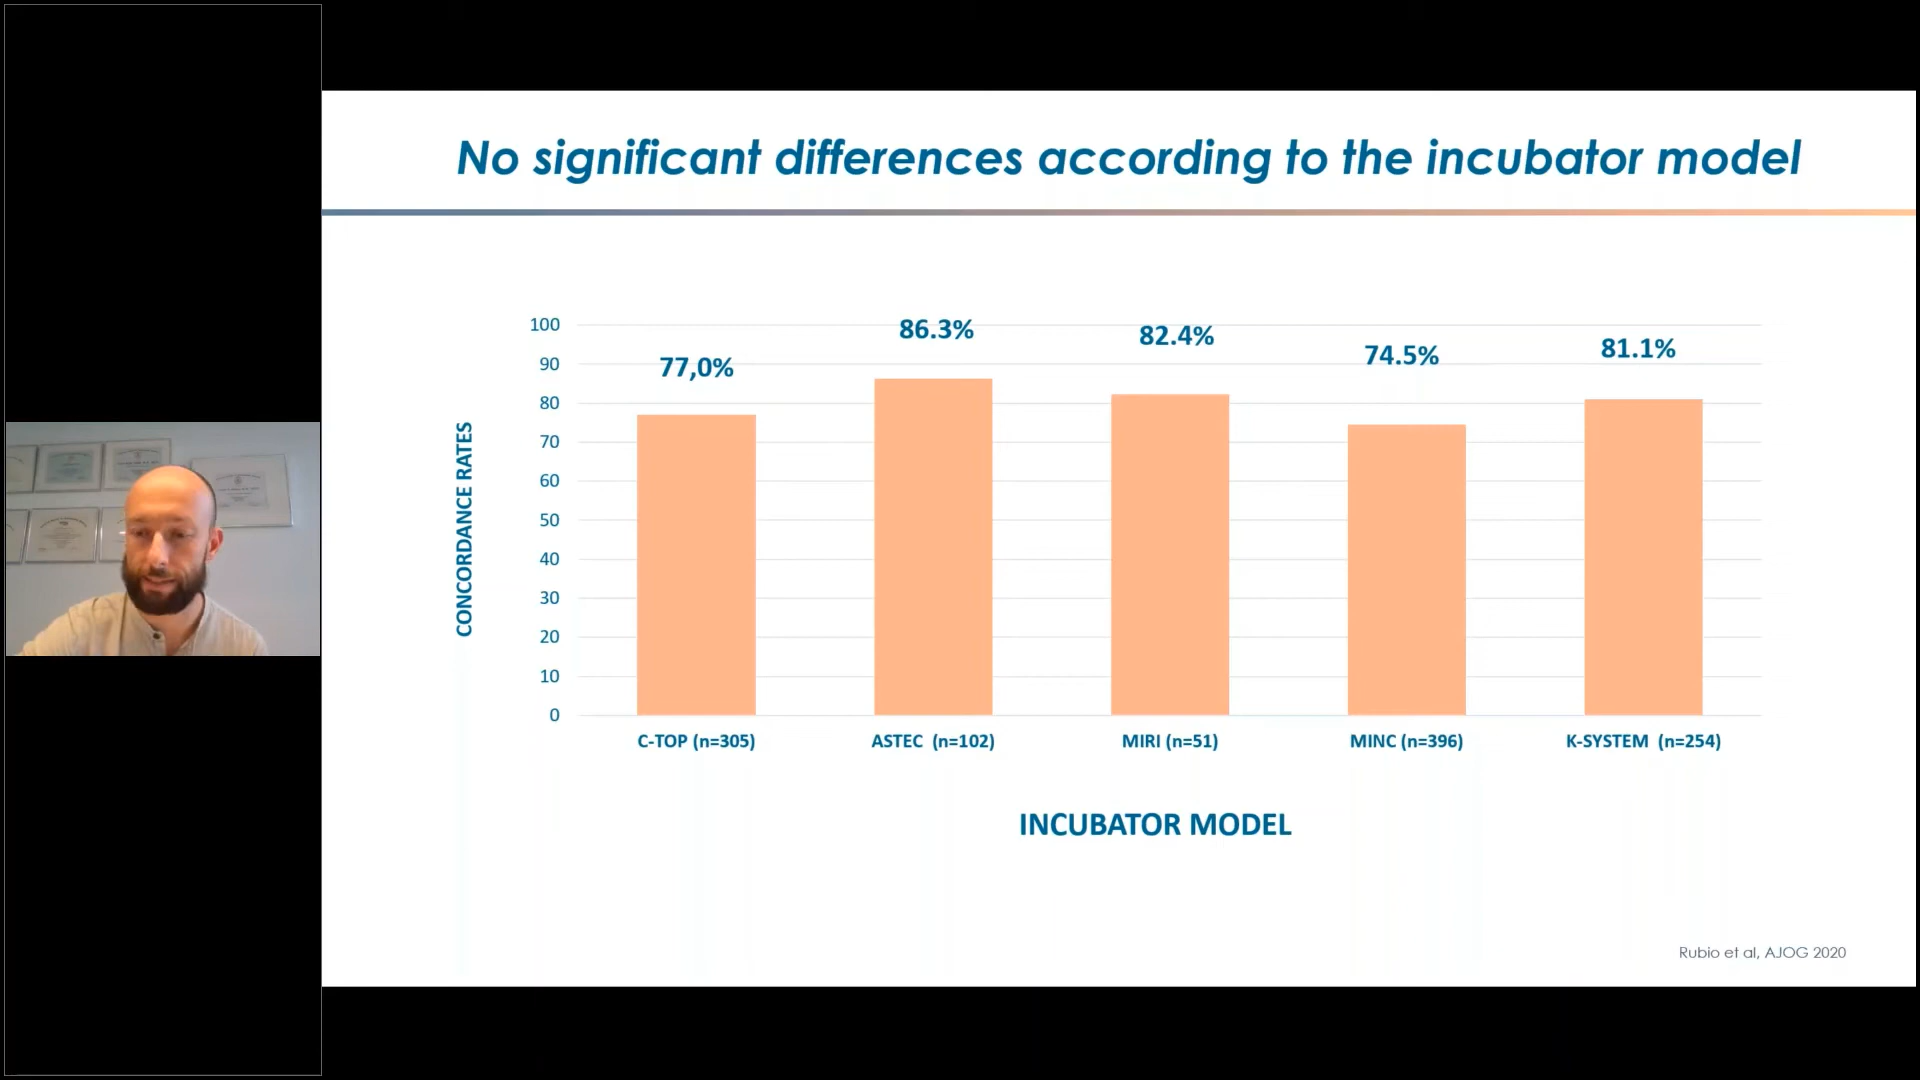 No significant differences according to the incubator model
CONCORDANCE RATES
100
90
80
70
60
50
40
30
20
10
0
77,0%
86.3%
82.4%
74.5%
81.1%
C-TOP (n=305)
ASTEC (n=102)
MIRI (n=51)
MINC (n=396)
K-SYSTEM (n=254)
INCUBATOR MODEL
Rubio et al, AJOG 2020